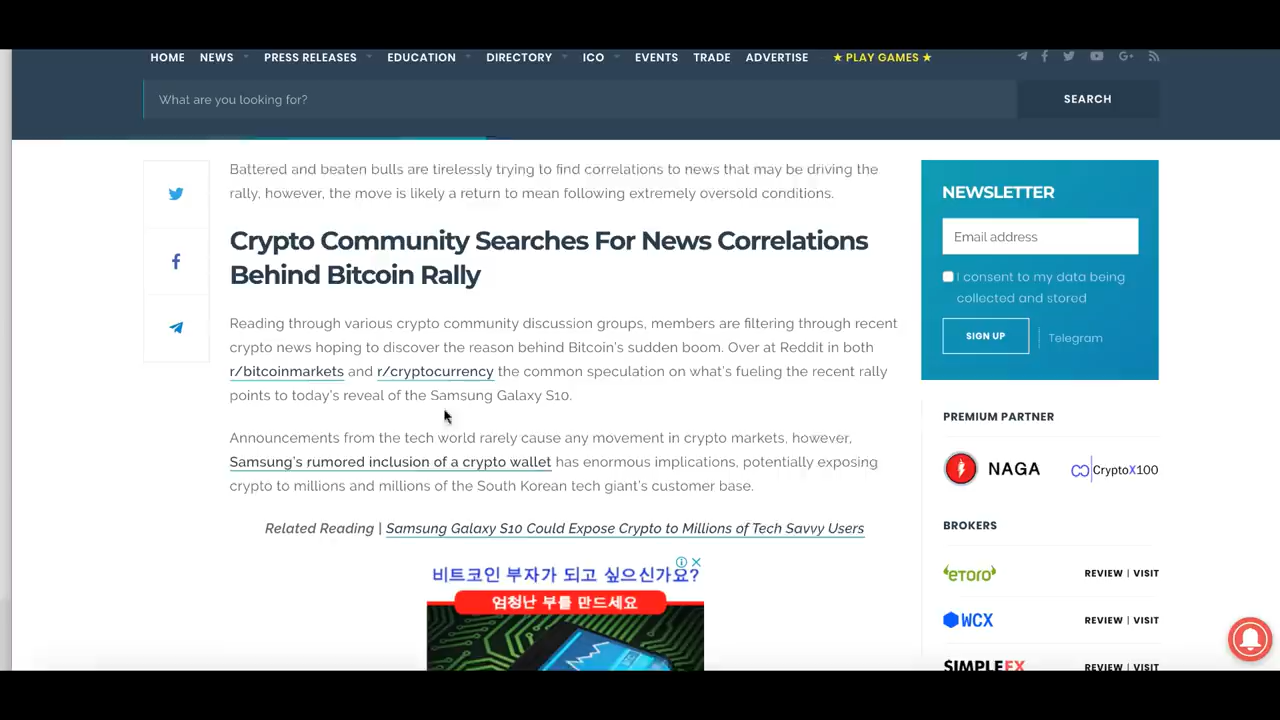 HOME NEWS PRESS RELEASES EDUCATION DIRECTORY ICO EVENTS TRADE ADVERTISE ★ PLAY GAMES ★
What are you looking for?
SEARCH
Battered and beaten bulls are tirelessly trying to find correlations to news that may be driving the
rally, however, the move is likely a return to mean following extremely oversold conditions.
Crypto Community Searches For News Correlations
Behind Bitcoin Rally
Reading through various crypto community discussion groups, members are filtering through recent
crypto news hoping to discover the reason behind Bitcoin's sudden boom. Over at Reddit in both
r/bitcoinmarkets and r/cryptocurrency the common speculation on what's fueling the recent rally
points to today's reveal of the Samsung Galaxy S10.
Announcements from the tech world rarely cause any movement in crypto markets, however,
Samsung's rumored inclusion of a crypto wallet has enormous implications, potentially exposing
crypto to millions and millions of the South Korean tech giant's customer base.
Related Reading | Samsung Galaxy S10 Could Expose Crypto to Millions of Tech Savvy Users
비트코인 부자가 되고 싶으신가요?
엄청난 부를 만드세요
NEWSLETTER
Email address
I consent to my data being
collected and stored
SIGN UP
Telegram
PREMIUM PARTNER
NAGA
CryptoX100
BROKERS
eToro REVIEW | VISIT
WCX REVIEW | VISIT
SIMPLEFX REVIEW | VISIT